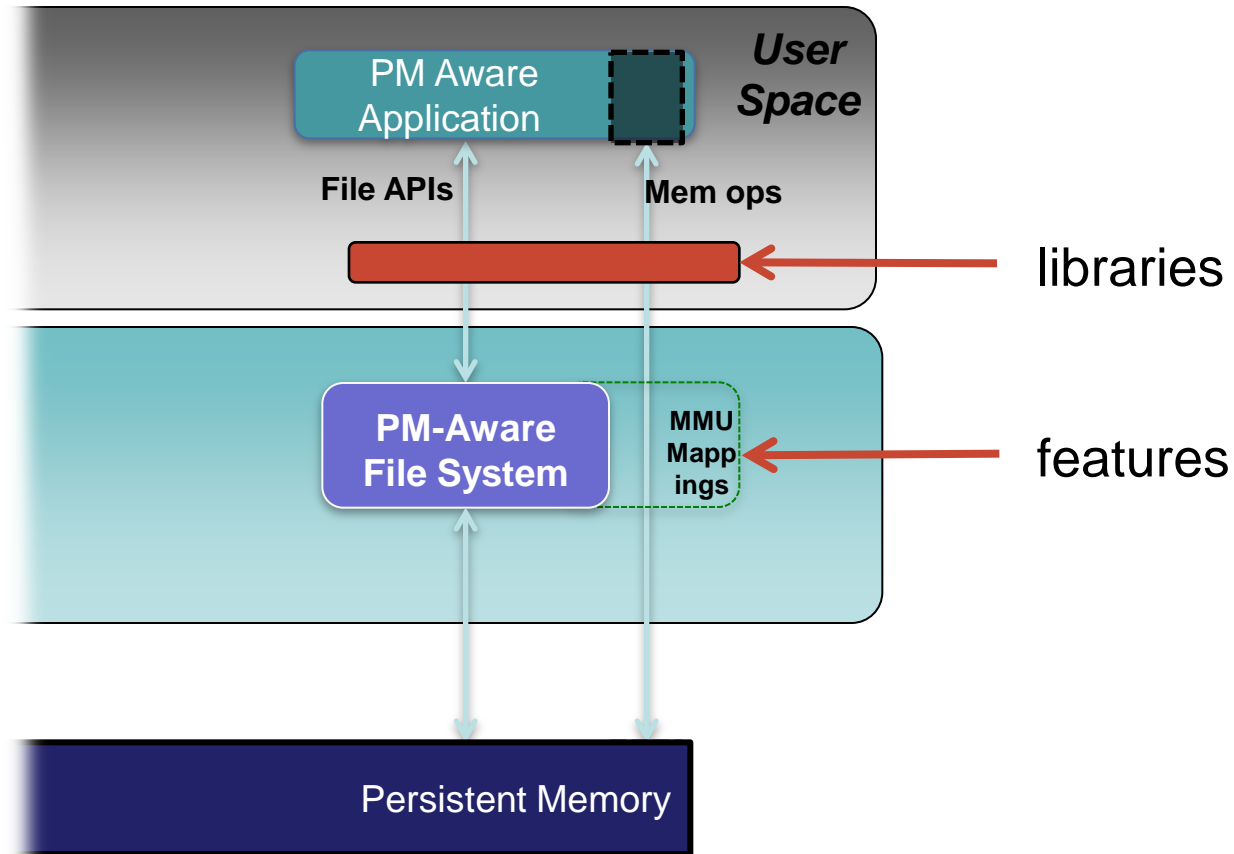 User
Space
PM Aware
Application
File APIs
Mem ops
libraries
PM-Aware
File System
MMU
Mapp
ings
features
Persistent Memory